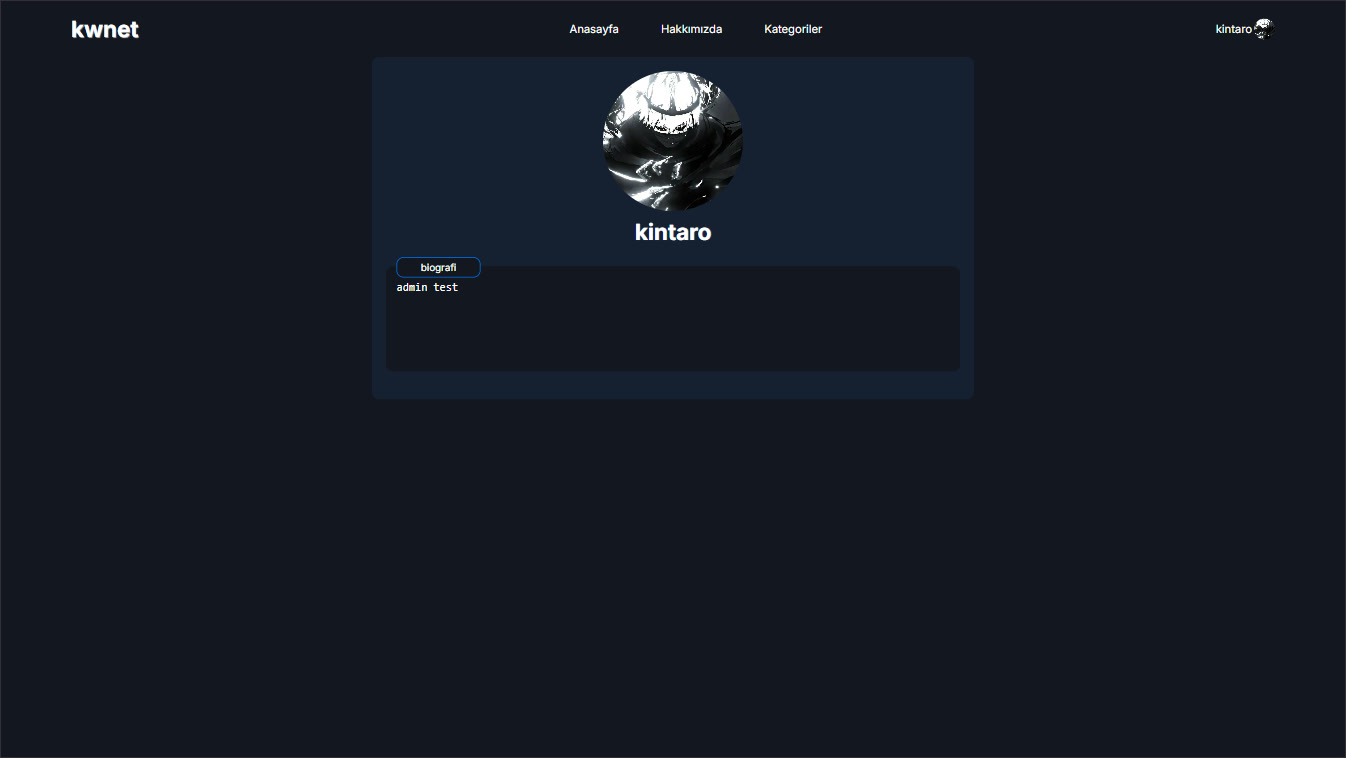 kwnet
Anasayfa Hakkımızda Kategoriler
kintaro
kintaro
biografi
admin test